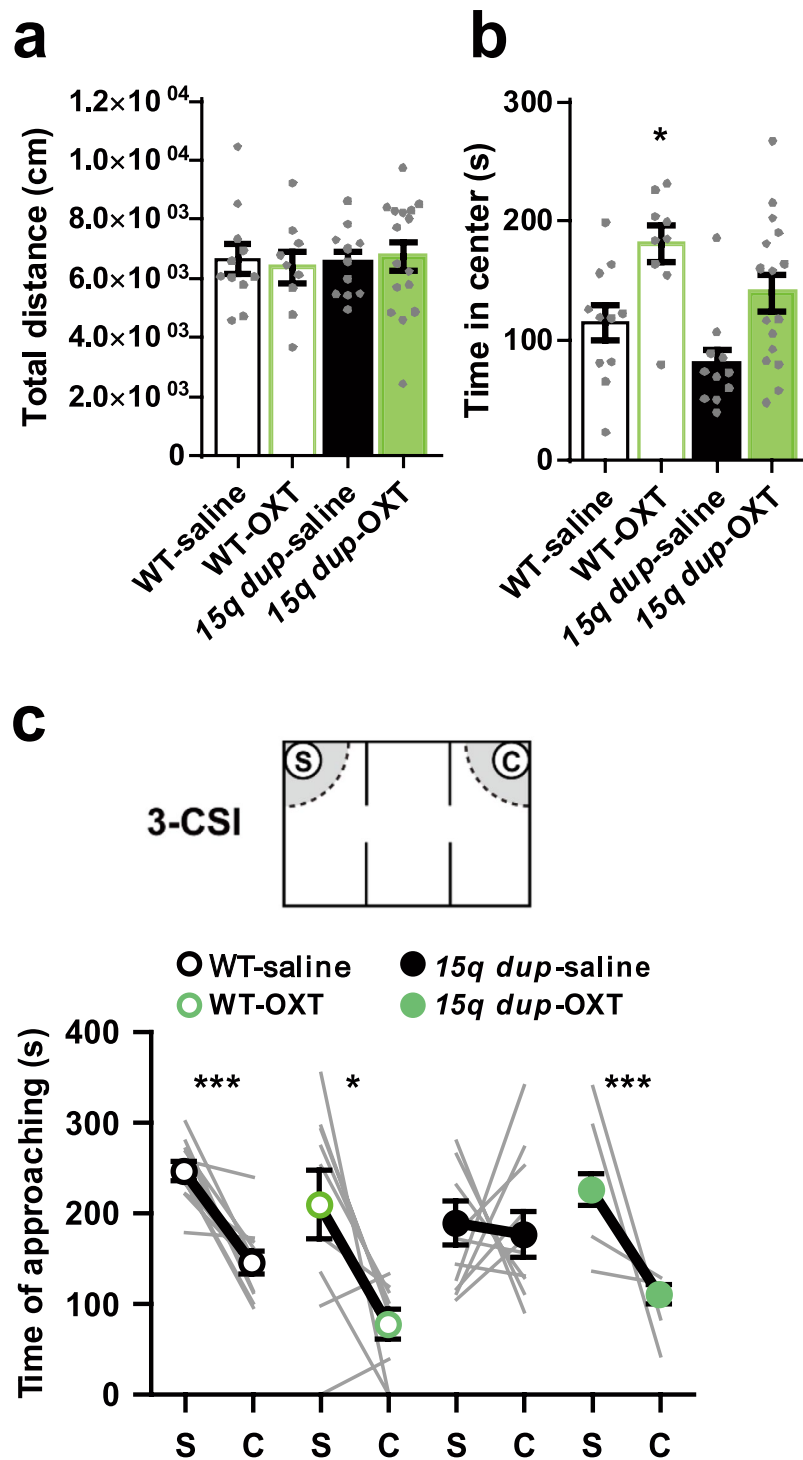 a
Total distance (cm)
1.2×10 04
1.0×10 04
8.0×10 03
6.0×10 03
4.0×10 03
2.0×10 03
0
WT-saline
WT-OXT
15q dup-saline
15q dup-OXT
b
Time in center (s)
300
200
100
0
*
WT-saline
WT-OXT
15q dup-saline
15q dup-OXT
c
3-CSI
S
C
WT-saline
15q dup-saline
WT-OXT
15q dup-OXT
Time of approaching (s)
400
300
200
100
0
*** * ***
S C S C S C S C